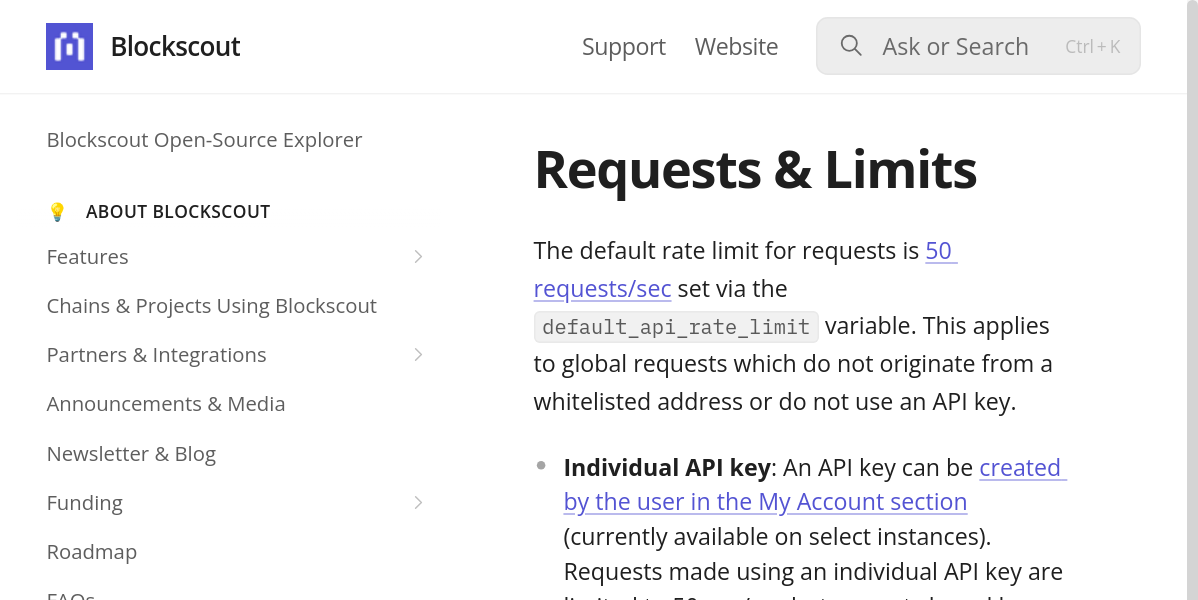 Blockscout
Support
Website
Ask or Search
Ctrl + K
Blockscout Open-Source Explorer
💡 ABOUT BLOCKSCOUT
Features
Chains & Projects Using Blockscout
Partners & Integrations
Announcements & Media
Newsletter & Blog
Funding
Roadmap
FAQs
Requests & Limits
The default rate limit for requests is 50
requests/sec set via the
default_api_rate_limit variable. This applies
to global requests which do not originate from a
whitelisted address or do not use an API key.
Individual API key: An API key can be created
by the user in the My Account section
(currently available on select instances).
Requests made using an individual API key are